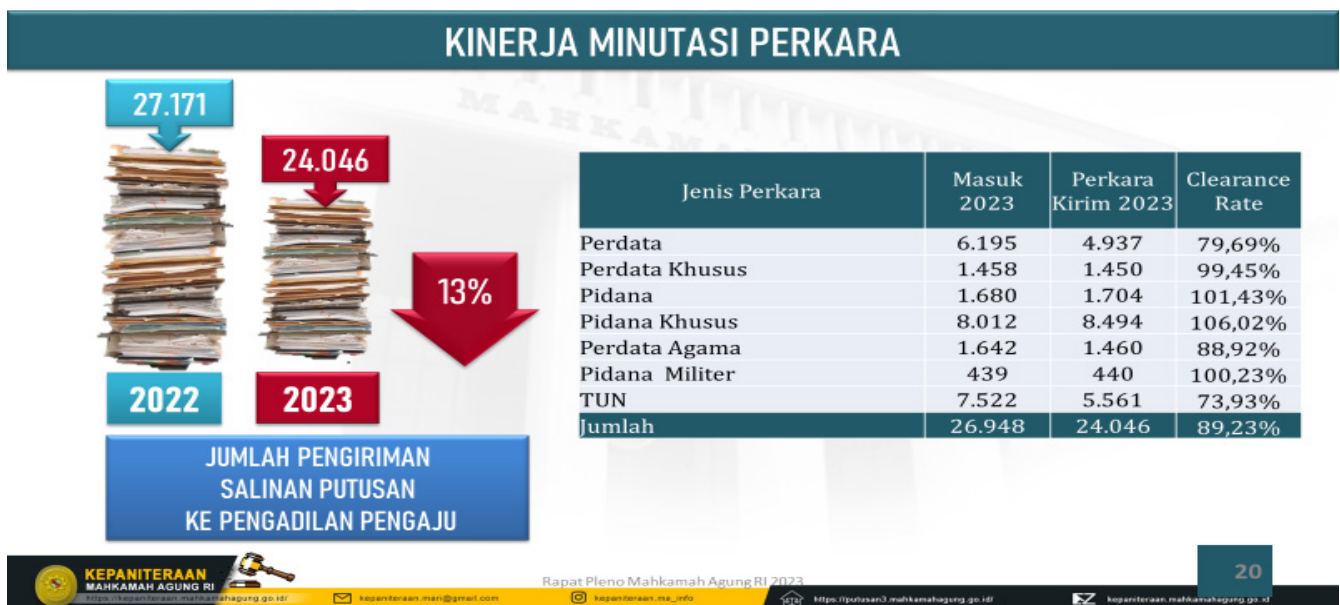 KINERJA MINUTASI PERKARA
27.171
24.046
13%
2022
2023
JUMLAH PENGIRIMAN
SALINAN PUTUSAN
KE PENGADILAN PENGAJU
Jenis Perkara Masuk 2023 Perkara Kirim 2023 Clearance Rate
Perdata 6.195 4.937 79,69%
Perdata Khusus 1.458 1.450 99,45%
Pidana 1.680 1.704 101,43%
Pidana Khusus 8.012 8.494 106,02%
Perdata Agama 1.642 1.460 88,92%
Pidana Militer 439 440 100,23%
TUN 7.522 5.561 73,93%
Jumlah 26.948 24.046 89,23%
MAHKAMA
KEPANITERAAN
MAHKAMAH AGUNG RI
https://kepaniteraan.mahkamahagung.go.id/
kepaniteraan.mari@gmail.com
Rapat Pleno Mahkamah Agung RI 2023
kepaniteraan.ma_info
https://putusan3.mahkamahagung.go.id/
kepaniteraan.mahkamahagung.go.id
20